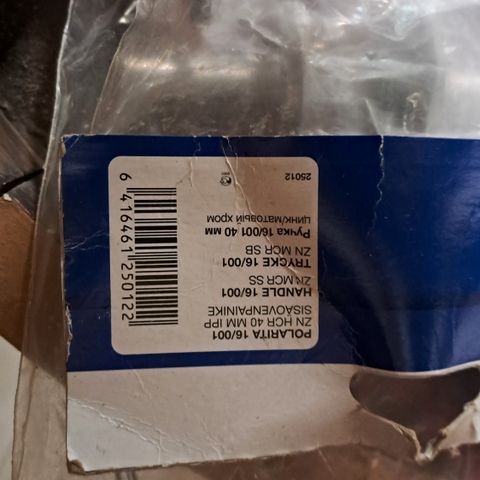 POLARITA 16/001
ZN HCR 40 MM IPP
SISÄOVENPAINIKE
HANDLE 16/001
ZN MCR SS
TRYCKE 16/001
ZN MCR SB
Ручка 16/001 40 мм
цинк/матовый хром
25012
6 416461 250122